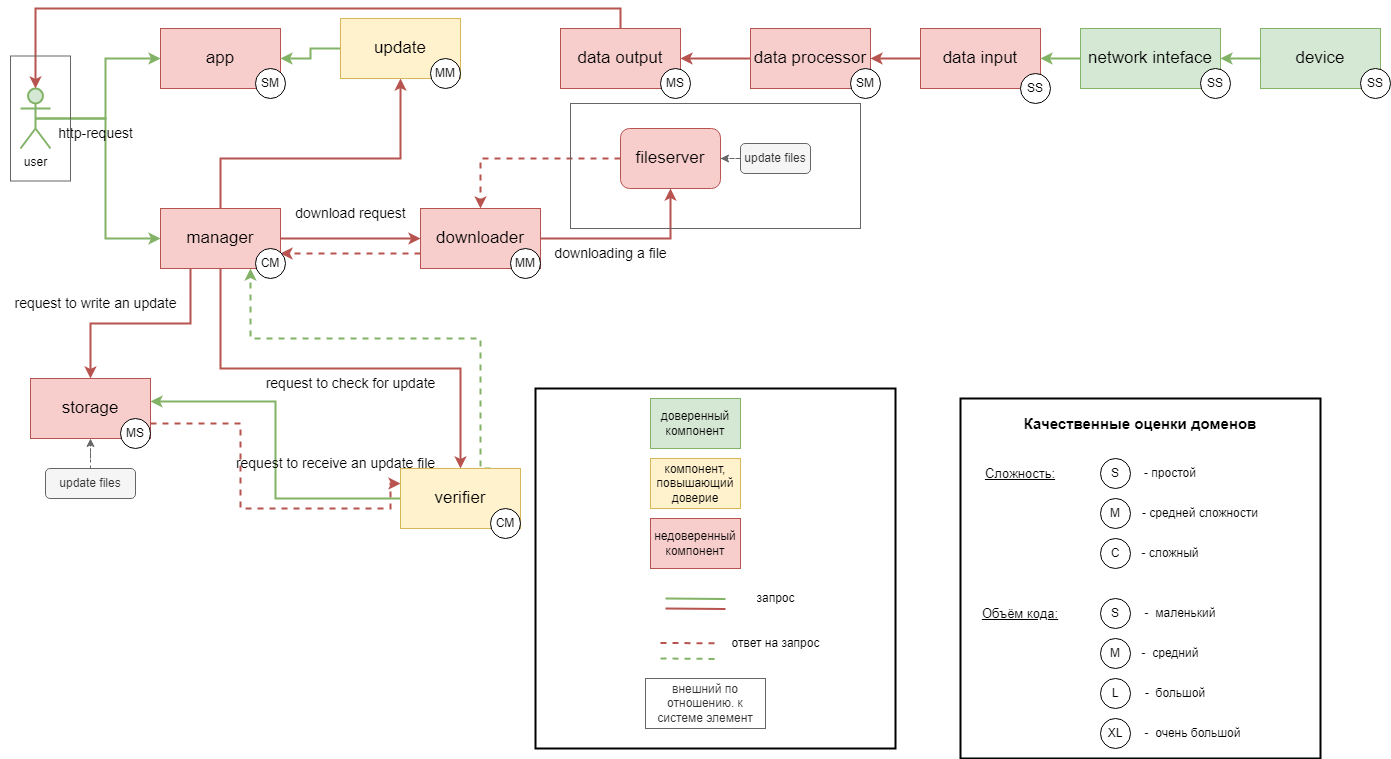 app
SM
update
MM
data output
MS
data processor
SM
data input
SS
network inteface
SS
device
SS
http-request
user
fileserver
update files
manager
CM
download request
downloader
MM
downloading a file
request to write an update
request to check for update
storage
MS
request to receive an update file
update files
verifier
CM
доверенный
компонент
компонент,
повышающий
доверие
недоверенный
компонент
запрос
ответ на запрос
внешний по
отношению. к
системе элемент
Качественные оценки доменов
Сложность:
S - простой
M - средней сложности
C - сложный
Объём кода:
S - маленький
M - средний
L - большой
XL - очень большой